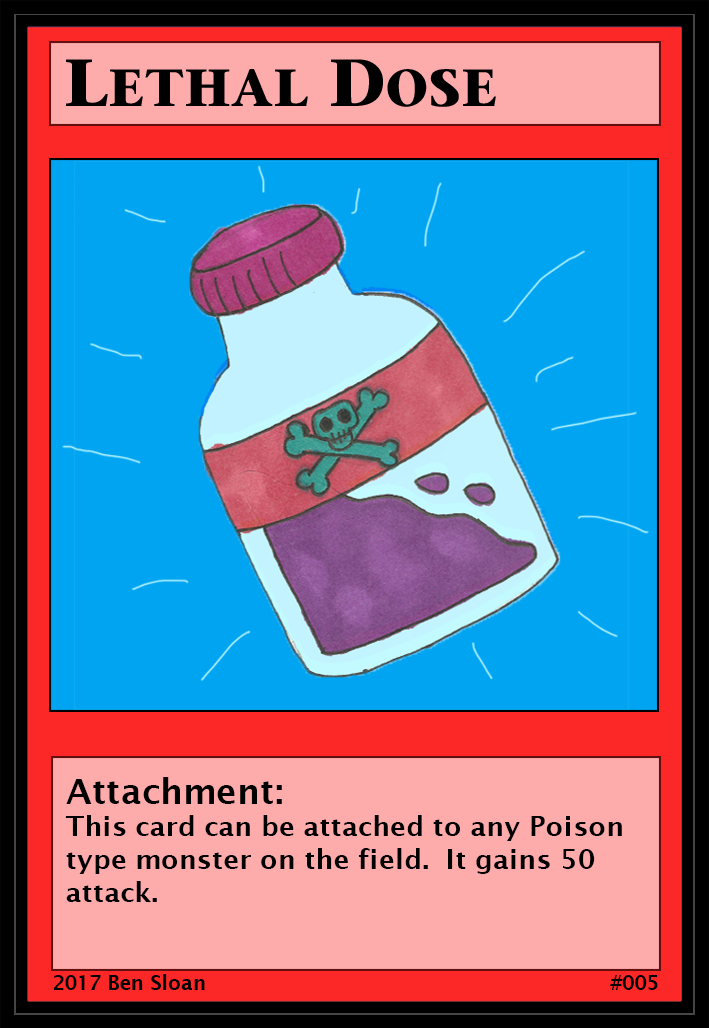 Lethal Dose
Attachment:
This card can be attached to any Poison
type monster on the field.  It gains 50
attack.
2017 Ben Sloan
#005